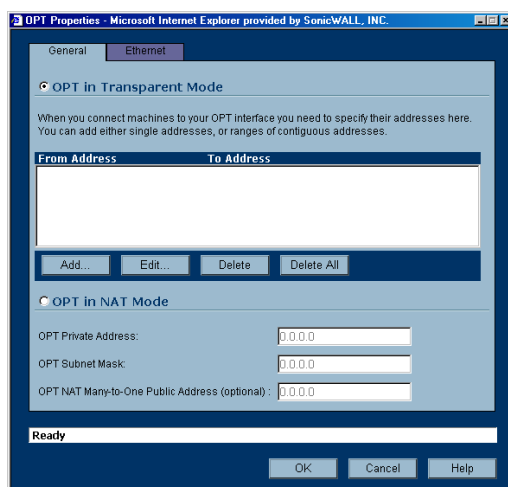 OPT Properties - Microsoft Internet Explorer provided by SonicWALL, INC.
General Ethernet
OPT in Transparent Mode
When you connect machines to your OPT interface you need to specify their addresses here.
You can add either single addresses, or ranges of contiguous addresses.
From Address To Address
Add... Edit... Delete Delete All
OPT in NAT Mode
OPT Private Address: 0.0.0.0
OPT Subnet Mask: 0.0.0.0
OPT NAT Many-to-One Public Address (optional) : 0.0.0.0
Ready
OK Cancel Help